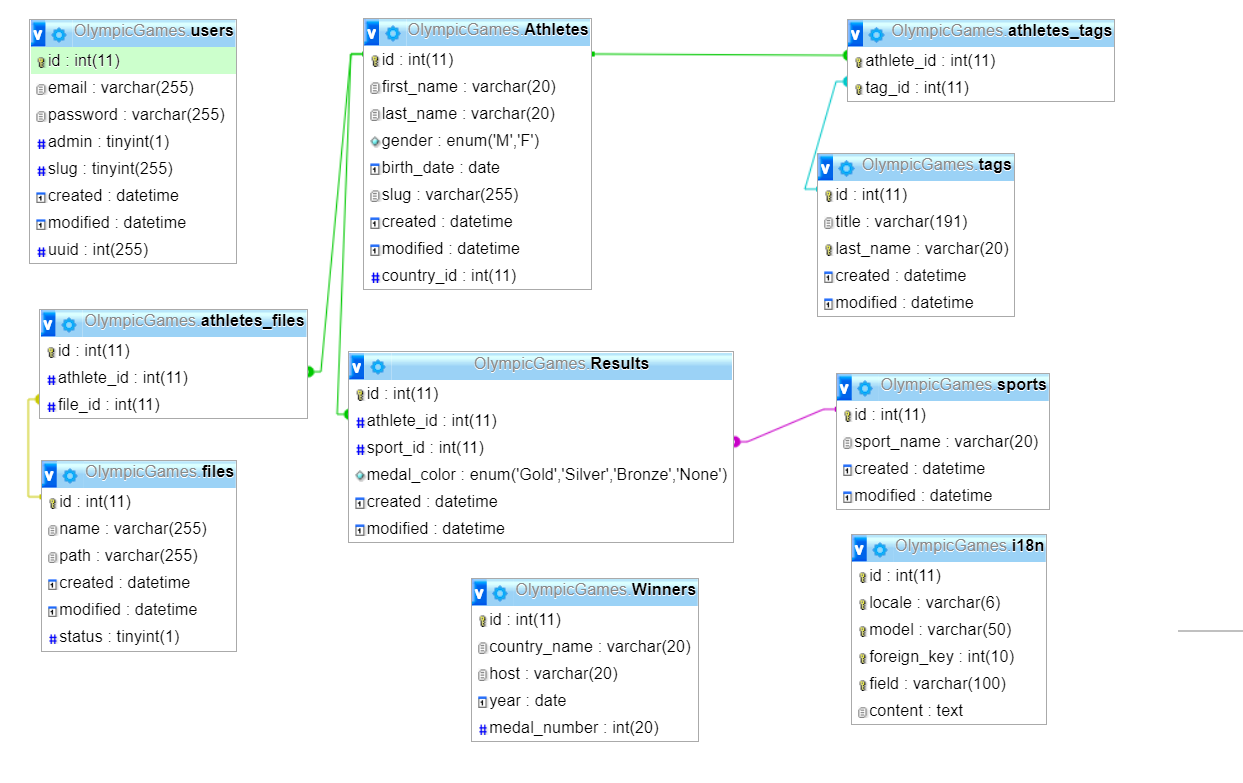 OlympicGames.users
id : int(11)
email : varchar(255)
password : varchar(255)
admin : tinyint(1)
slug : tinyint(255)
created : datetime
modified : datetime
uuid : int(255)
OlympicGames.Athletes
id : int(11)
first_name : varchar(20)
last_name : varchar(20)
gender : enum('M','F')
birth_date : date
slug : varchar(255)
created : datetime
modified : datetime
country_id : int(11)
OlympicGames.athletes_tags
athlete_id : int(11)
tag_id : int(11)
OlympicGames.tags
id : int(11)
title : varchar(191)
last_name : varchar(20)
created : datetime
modified : datetime
OlympicGames.athletes_files
id : int(11)
athlete_id : int(11)
file_id : int(11)
OlympicGames.Results
id : int(11)
athlete_id : int(11)
sport_id : int(11)
medal_color : enum('Gold','Silver','Bronze','None')
created : datetime
modified : datetime
OlympicGames.sports
id : int(11)
sport_name : varchar(20)
created : datetime
modified : datetime
OlympicGames.files
id : int(11)
name : varchar(255)
path : varchar(255)
created : datetime
modified : datetime
status : tinyint(1)
OlympicGames.Winners
id : int(11)
country_name : varchar(20)
host : varchar(20)
year : date
medal_number : int(20)
OlympicGames.i18n
id : int(11)
locale : varchar(6)
model : varchar(50)
foreign_key : int(10)
field : varchar(100)
content : text